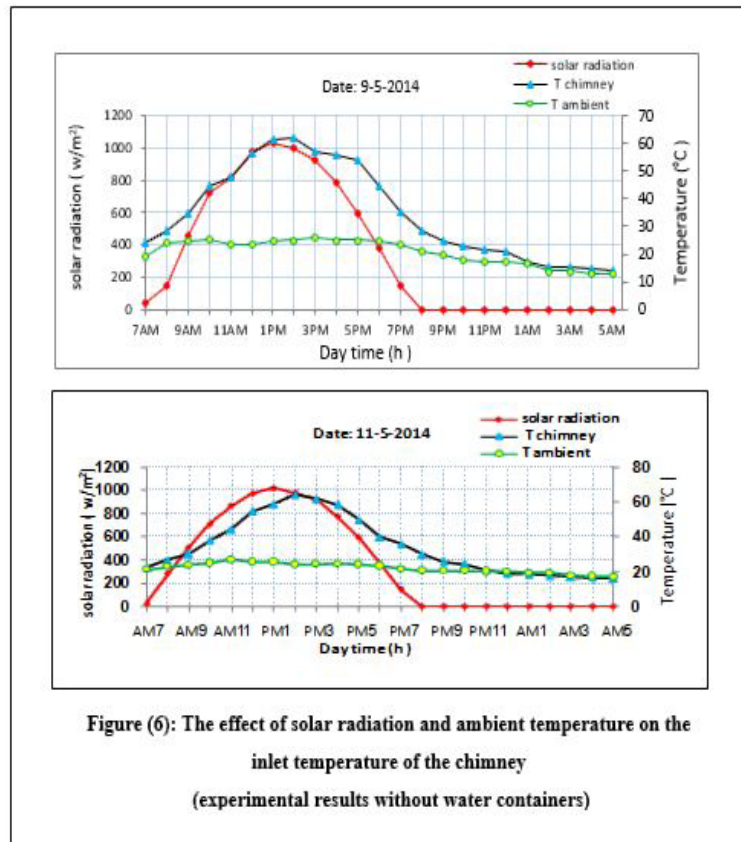 Date: 9-5-2014
solar radiation
T chimney
T ambient
solar radiation ( w/m²)
1200
1000
800
600
400
200
0
70
60
50
40
30
20
10
0
Temperature (°C)
7AM 9AM 11AM 1PM 3PM 5PM 7PM 9PM 11PM 1AM 3AM 5AM
Day time (h )
Date: 11-5-2014
solar radiation
T chimney
T ambient
solar radiation ( w/m²)
1200
1000
800
600
400
200
0
80
60
40
20
0
Temperature (°C )
AM7 AM9 AM11 PM1 PM3 PM5 PM7 PM9 PM11 AM1 AM3 AM5
Day time (h )
Figure (6): The effect of solar radiation and ambient temperature on the
inlet temperature of the chimney
(experimental results without water containers)